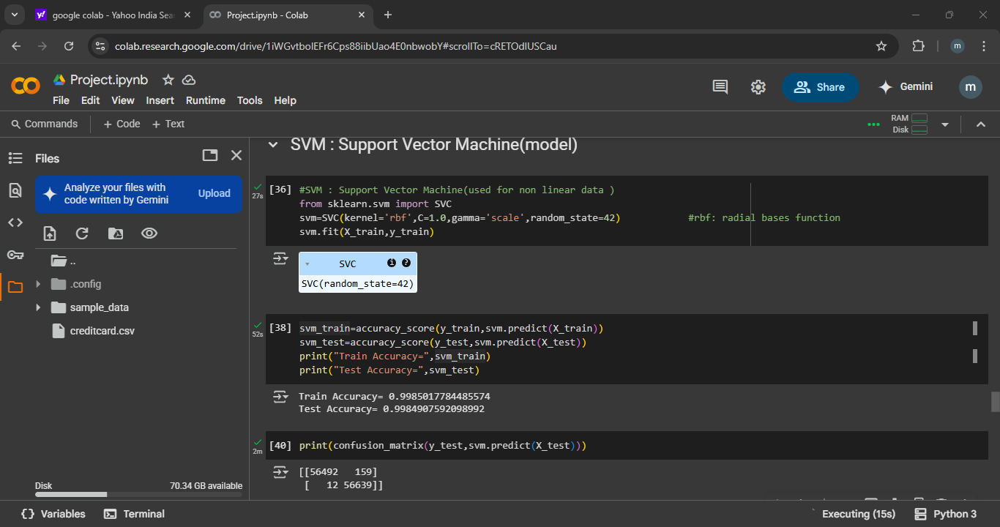 google colab - Yahoo India Sea
Project.ipynb - Colab
colab.research.google.com/drive/1iWGvtbolEFr6Cps88iibUao4E0nbwobY#scrollTo=cRETOdIUSCau
m
Project.ipynb
File Edit View Insert Runtime Tools Help
Share
Gemini
m
Commands + Code + Text
RAM
Disk
Files
Analyze your files with
code written by Gemini
Upload
..
.config
sample_data
creditcard.csv
Disk 70.34 GB available
SVM : Support Vector Machine(model)
27s
[36] #SVM : Support Vector Machine(used for non linear data )
from sklearn.svm import SVC
svm=SVC(kernel='rbf',C=1.0,gamma='scale',random_state=42) #rbf: radial bases function
svm.fit(X_train,y_train)
SVC
SVC(random_state=42)
52s
[38] svm_train=accuracy_score(y_train,svm.predict(X_train))
svm_test=accuracy_score(y_test,svm.predict(X_test))
print("Train Accuracy=",svm_train)
print("Test Accuracy=",svm_test)
Train Accuracy= 0.9985017784485574
Test Accuracy= 0.9984907592098992
2m
[40] print(confusion_matrix(y_test,svm.predict(X_test)))
[[56492 159]
[ 12 56639]]
Variables Terminal
Executing (15s) Python 3